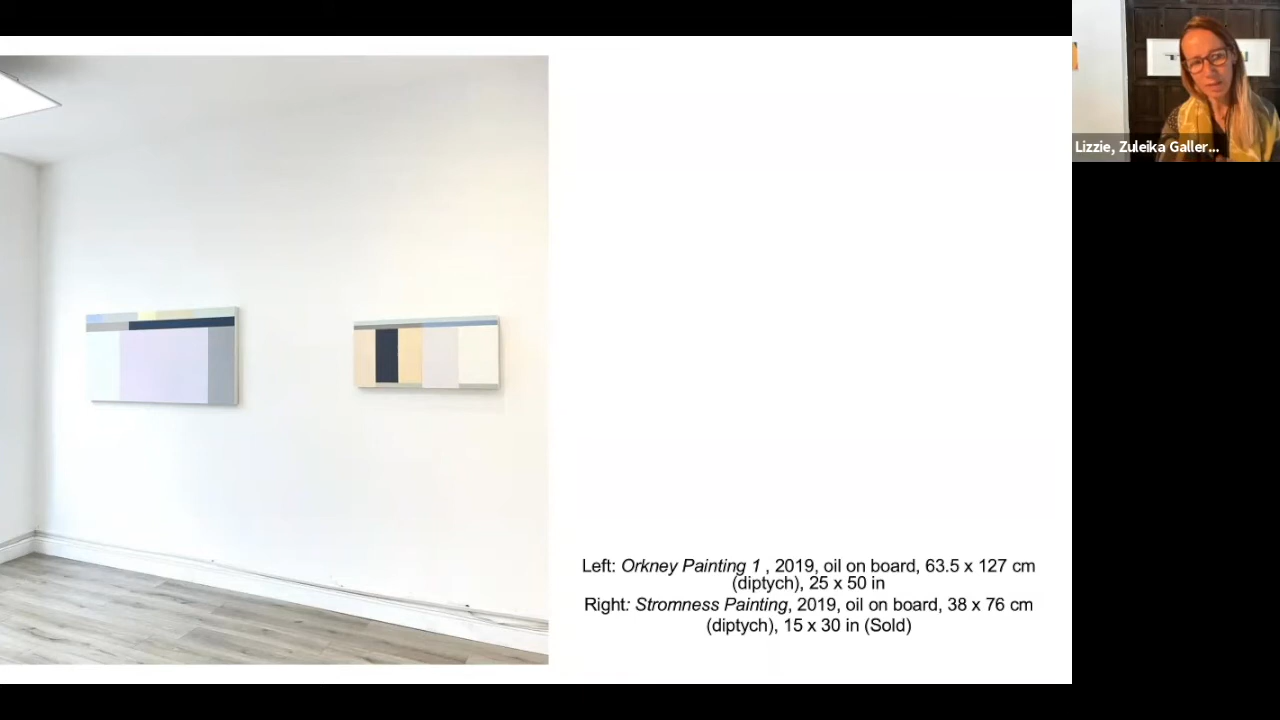 Lizzie, Zuleika Galler...
Left: Orkney Painting 1 , 2019, oil on board, 63.5 x 127 cm
(diptych), 25 x 50 in
Right: Stromness Painting, 2019, oil on board, 38 x 76 cm
(diptych), 15 x 30 in (Sold)